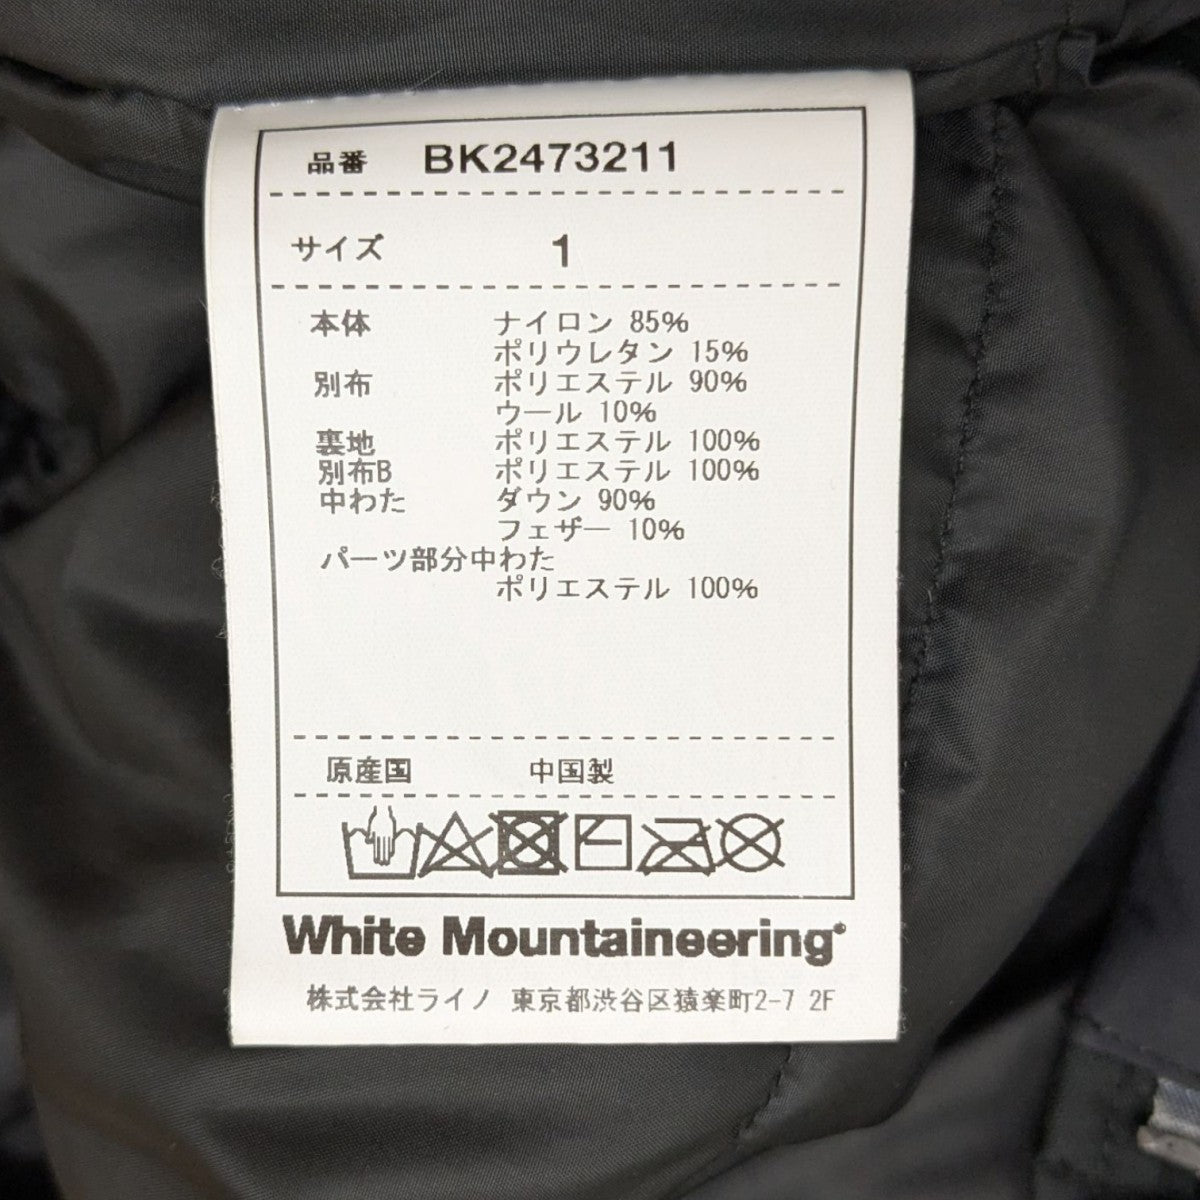 品番 BK2473211
サイズ 1
本体 ナイロン 85%
ポリウレタン 15%
別布 ポリエステル 90%
ウール 10%
裏地 ポリエステル 100%
別布B ポリエステル 100%
中わた ダウン 90%
フェザー 10%
パーツ部分中わた
ポリエステル 100%
原産国 中国製
White Mountaineering®
株式会社ライノ 東京都渋谷区猿楽町2-7 2F